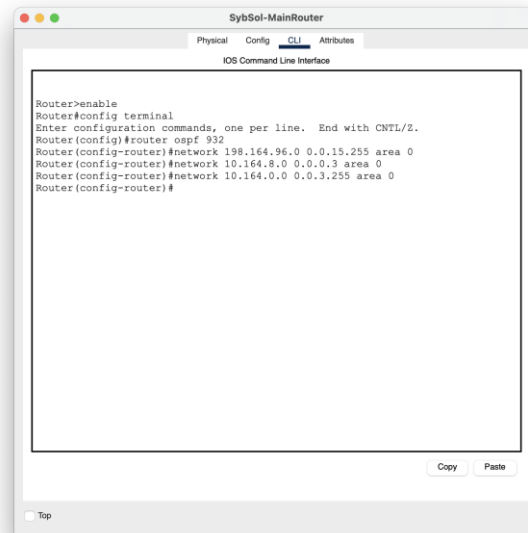 SybSol-MainRouter
Physical Config CLI Attributes
IOS Command Line Interface
Router>enable
Router#config terminal
Enter configuration commands, one per line. End with CNTL/Z.
Router(config)#router ospf 932
Router(config-router)#network 198.164.96.0 0.0.15.255 area 0
Router(config-router)#network 10.164.8.0 0.0.0.3 area 0
Router(config-router)#network 10.164.0.0 0.0.3.255 area 0
Router(config-router)#
Copy Paste
Top